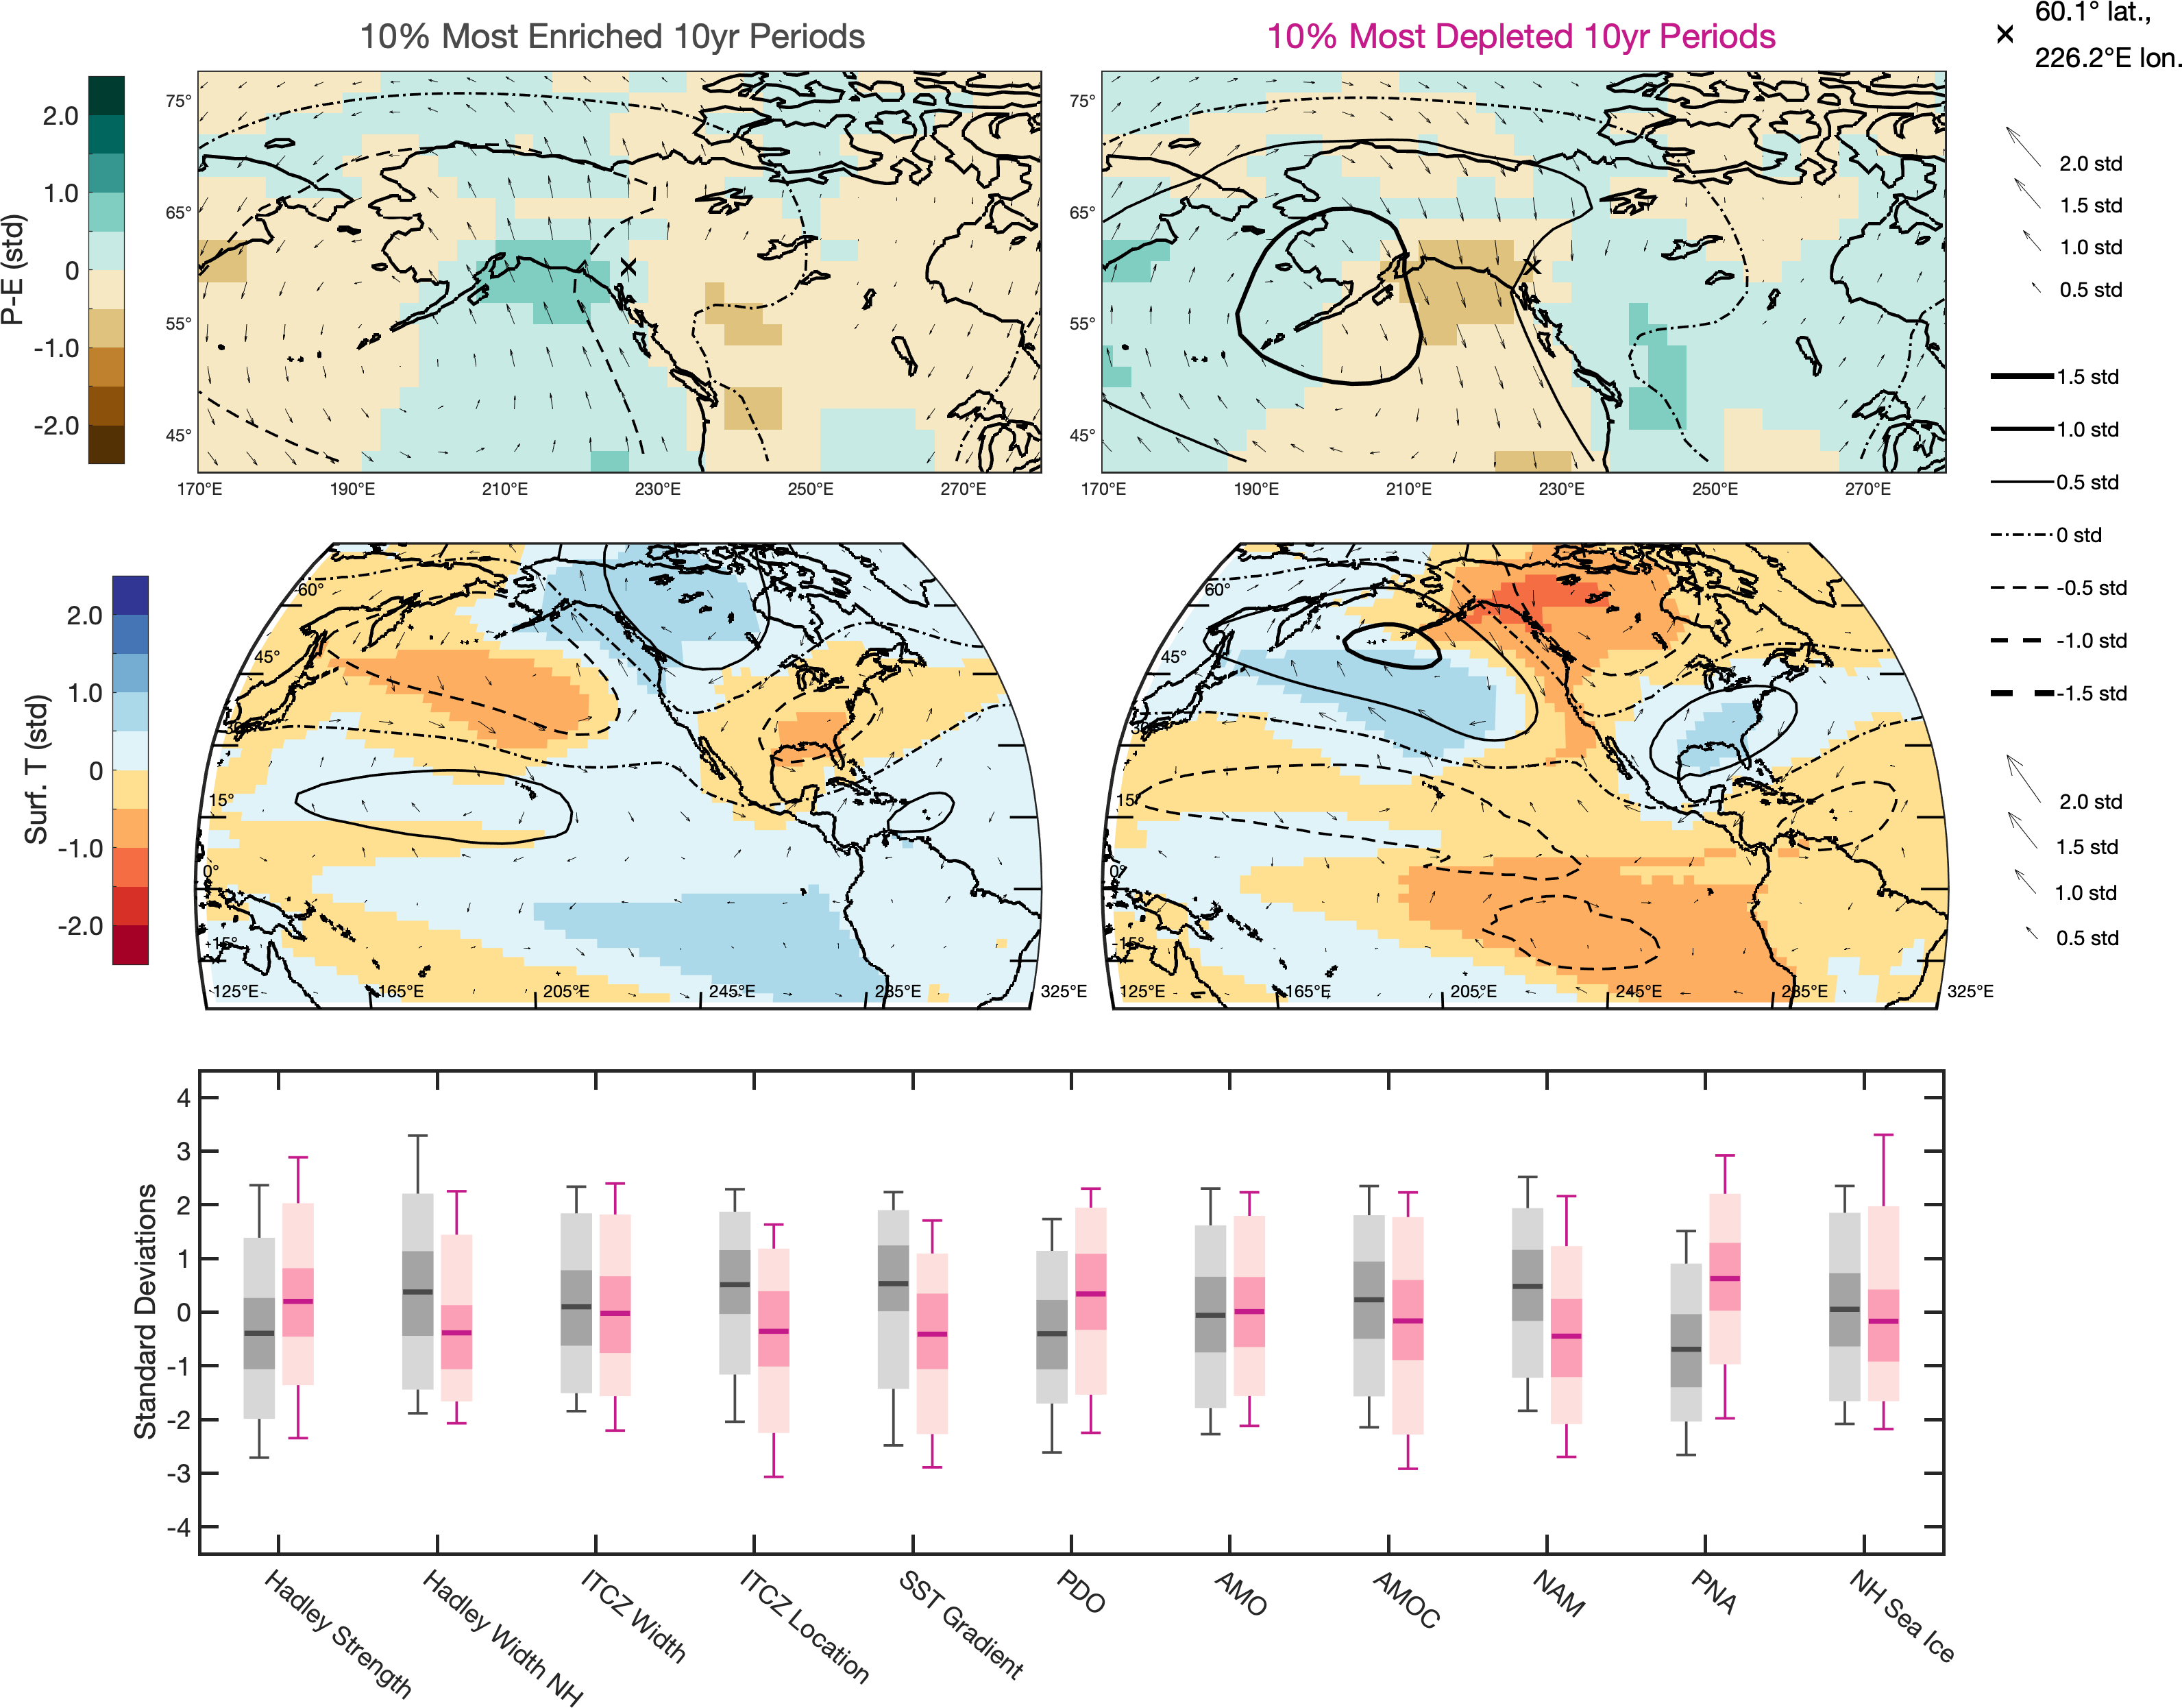 10% Most Enriched 10yr Periods
10% Most Depleted 10yr Periods
60.1° lat.,
226.2°E lon.
P-E (std)
2.0
1.0
0
-1.0
-2.0
75°
65°
55°
45°
170°E 190°E 210°E 230°E 250°E 270°E
75°
65°
55°
45°
170°E 190°E 210°E 230°E 250°E 270°E
2.0 std
1.5 std
1.0 std
0.5 std
1.5 std
1.0 std
0.5 std
0 std
-0.5 std
-1.0 std
-1.5 std
Surf. T (std)
2.0
1.0
0
-1.0
-2.0
60°
45°
30°
15°
0°
-15°
125°E 165°E 205°E 245°E 285°E 325°E
60°
45°
30°
15°
0°
-15°
125°E 165°E 205°E 245°E 285°E 325°E
2.0 std
1.5 std
1.0 std
0.5 std
Standard Deviations
4
3
2
1
0
-1
-2
-3
-4
Hadley Strength
Hadley Width NH
ITCZ Width
ITCZ Location
SST Gradient
PDO
AMO
AMOC
NAM
PNA
NH Sea Ice